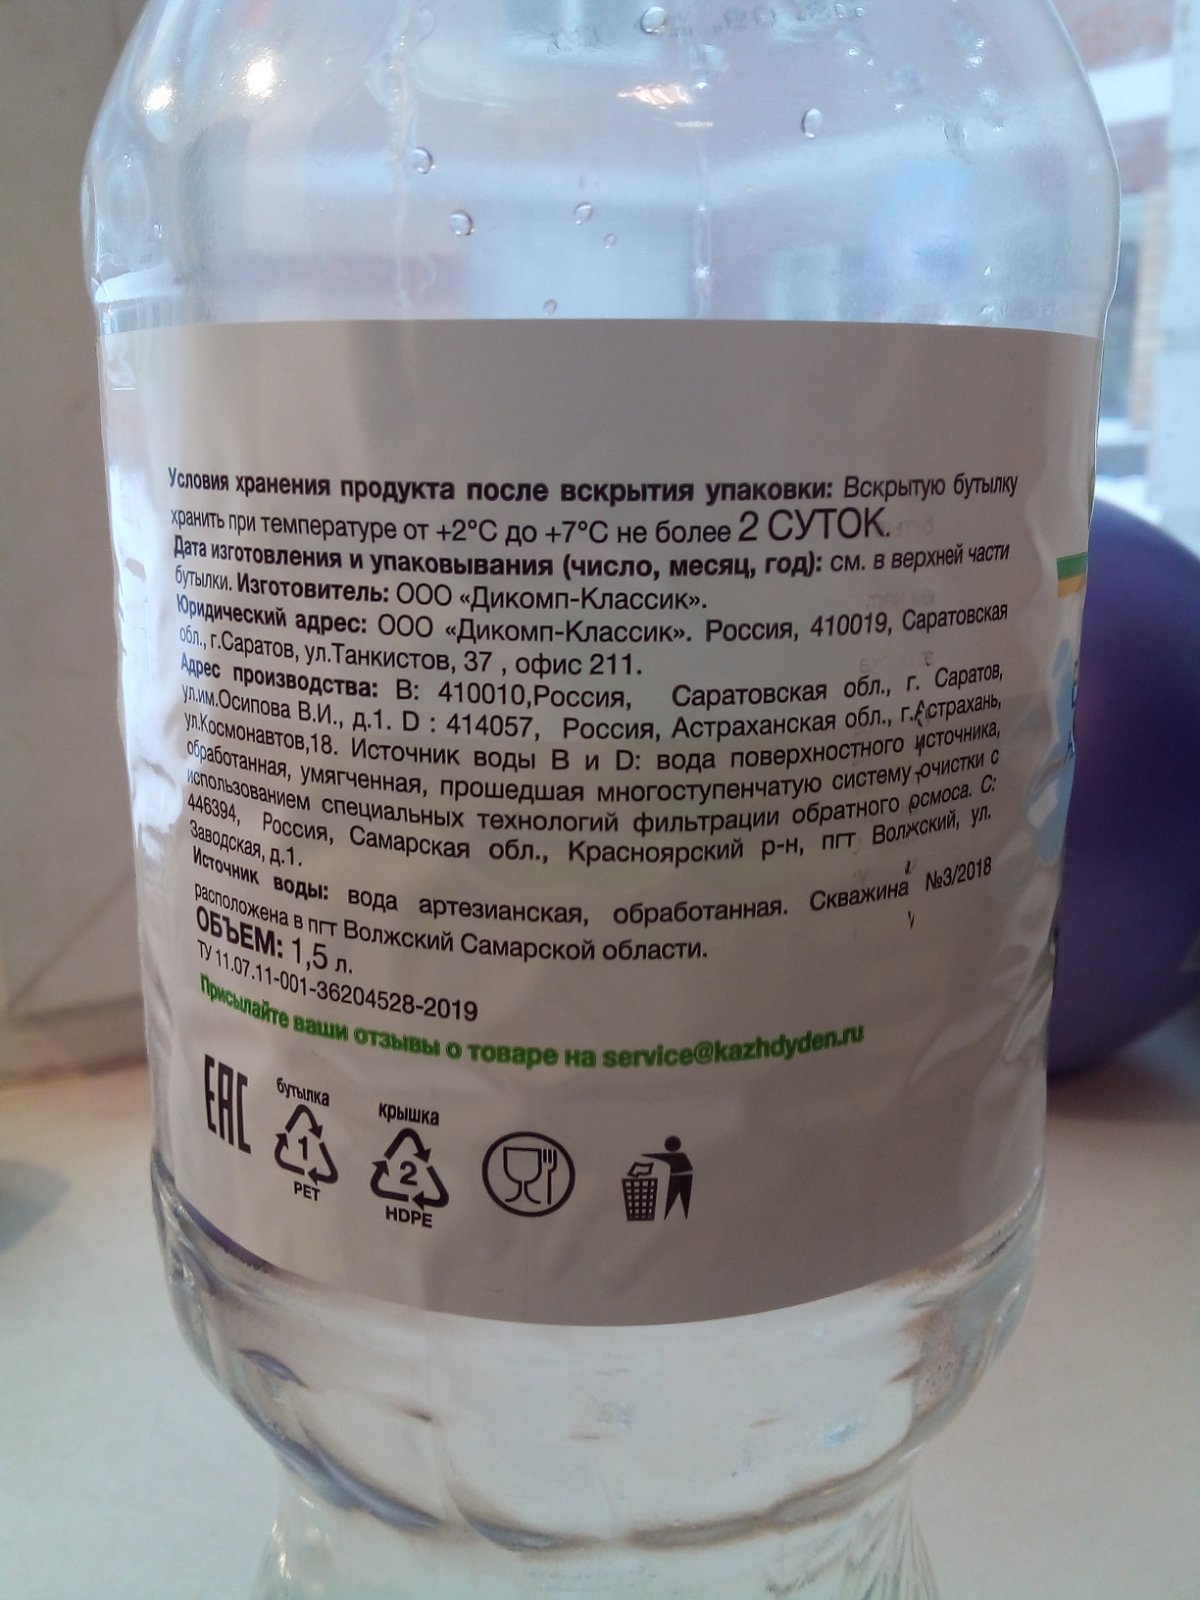 Условия хранения продукта после вскрытия упаковки: Вскрытую бутылку
хранить при температуре от +2°С до +7°С не более 2 СУТОК.
Дата изготовления и упаковывания (число, месяц, год): см. в верхней части
бутылки. Изготовитель: ООО «Дикомп-Классик».
Юридический адрес: ООО «Дикомп-Классик». Россия, 410019, Саратовская
обл., г.Саратов, ул.Танкистов, 37 , офис 211.
Адрес производства: В: 410010,Россия, Саратовская обл., г. Саратов,
ул.им.Осипова В.И., д.1. D : 414057, Россия, Астраханская обл., г.Астрахань,
ул.Космонавтов,18. Источник воды В и D: вода поверхностного источника,
обработанная, умягченная, прошедшая многоступенчатую систему очистки с
использованием специальных технологий фильтрации обратного осмоса. С:
446394, Россия, Самарская обл., Красноярский р-н, пгт Волжский, ул.
Заводская, д.1.
Источник воды: вода артезианская, обработанная. Скважина №3/2018
расположена в пгт Волжский Самарской области.
ОБЪЕМ: 1,5 л.
ТУ 11.07.11-001-36204528-2019
Присылайте ваши отзывы о товаре на service@kazhdyden.ru
EAC
бутылка
крышка
1
2
PET
HDPE